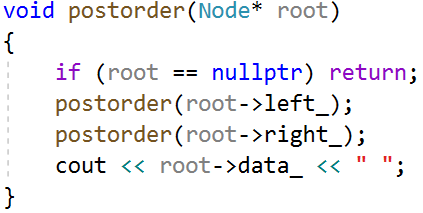 void postorder(Node* root)
{
    if (root == nullptr) return;
    postorder(root->left_);
    postorder(root->right_);
    cout << root->data_ << " ";
}